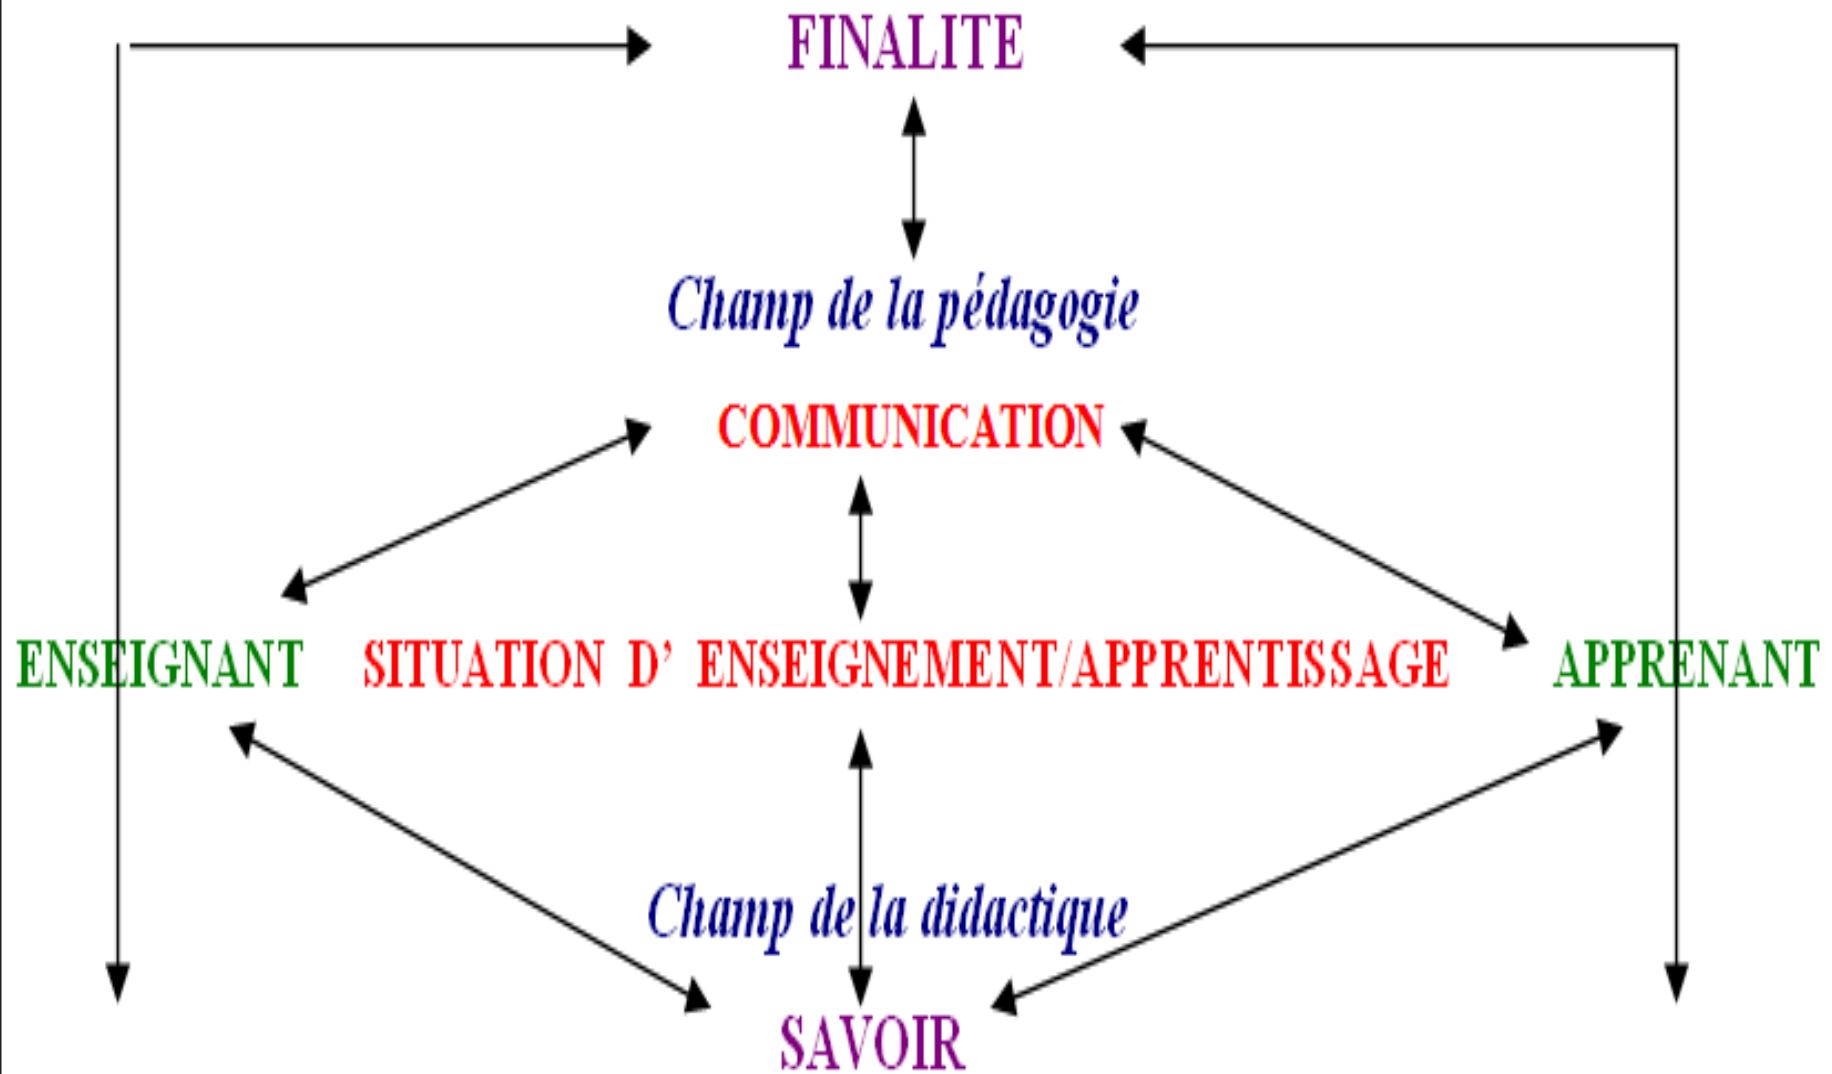 FINALITE
Champ de la pédagogie
COMMUNICATION
ENSEIGNANT SITUATION D' ENSEIGNEMENT/APPRENTISSAGE APPRENANT
Champ de la didactique
SAVOIR